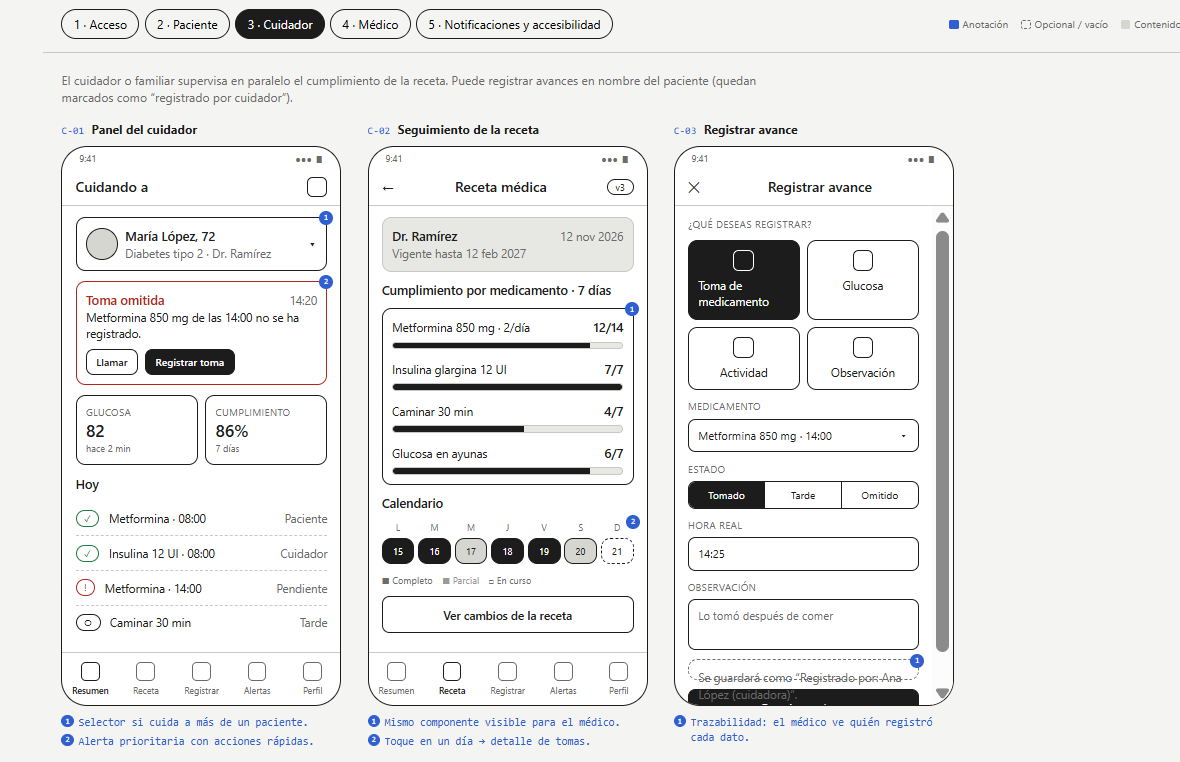 1 · Acceso
2 · Paciente
3 · Cuidador
4 · Médico
5 · Notificaciones y accesibilidad
Anotación
Opcional / vacío
Contenido
El cuidador o familiar supervisa en paralelo el cumplimiento de la receta. Puede registrar avances en nombre del paciente (quedan
marcados como “registrado por cuidador”).
C-01 Panel del cuidador
9:41
Cuidando a
1
María López, 72
Diabetes tipo 2 · Dr. Ramírez
2
Toma omitida 14:20
Metformina 850 mg de las 14:00 no se ha
registrado.
Llamar
Registrar toma
GLUCOSA
82
hace 2 min
CUMPLIMIENTO
86%
7 días
Hoy
✓ Metformina · 08:00 Paciente
✓ Insulina 12 UI · 08:00 Cuidador
! Metformina · 14:00 Pendiente
Caminar 30 min Tarde
Resumen Receta Registrar Alertas Perfil
1 Selector si cuida a más de un paciente.
2 Alerta prioritaria con acciones rápidas.
C-02 Seguimiento de la receta
9:41
← Receta médica v3
Dr. Ramírez 12 nov 2026
Vigente hasta 12 feb 2027
Cumplimiento por medicamento · 7 días
1
Metformina 850 mg · 2/día 12/14
Insulina glargina 12 UI 7/7
Caminar 30 min 4/7
Glucosa en ayunas 6/7
Calendario
2
L M M J V S D
15 16 17 18 19 20 21
Completo Parcial En curso
Ver cambios de la receta
Resumen Receta Registrar Alertas Perfil
1 Mismo componente visible para el médico.
2 Toque en un día → detalle de tomas.
C-03 Registrar avance
9:41
Registrar avance
¿QUÉ DESEAS REGISTRAR?
Toma de
medicamento
Glucosa
Actividad
Observación
MEDICAMENTO
Metformina 850 mg · 14:00
ESTADO
Tomado Tarde Omitido
HORA REAL
14:25
OBSERVACIÓN
Lo tomó después de comer
1
Se guardará como “Registrado por: Ana
López (cuidadora)”.
1 Trazabilidad: el médico ve quién registró
cada dato.